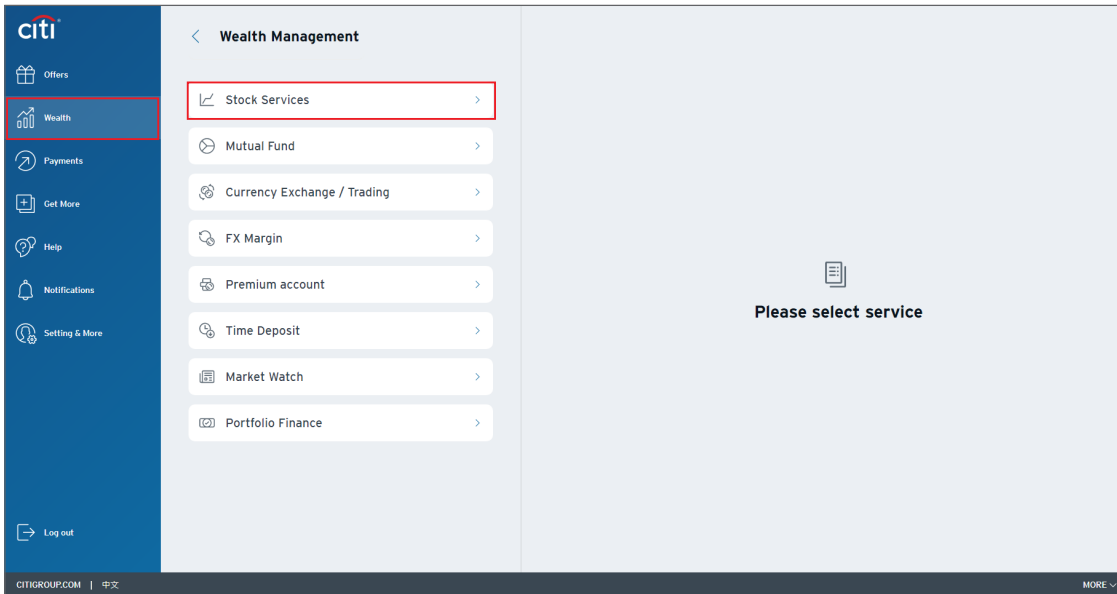 citi
Offers
Wealth
Payments
Get More
Help
Notifications
Setting & More
Log out
Wealth Management
Stock Services
Mutual Fund
Currency Exchange / Trading
FX Margin
Premium account
Time Deposit
Market Watch
Portfolio Finance
Please select service
CITIGROUP.COM | 中文
MORE